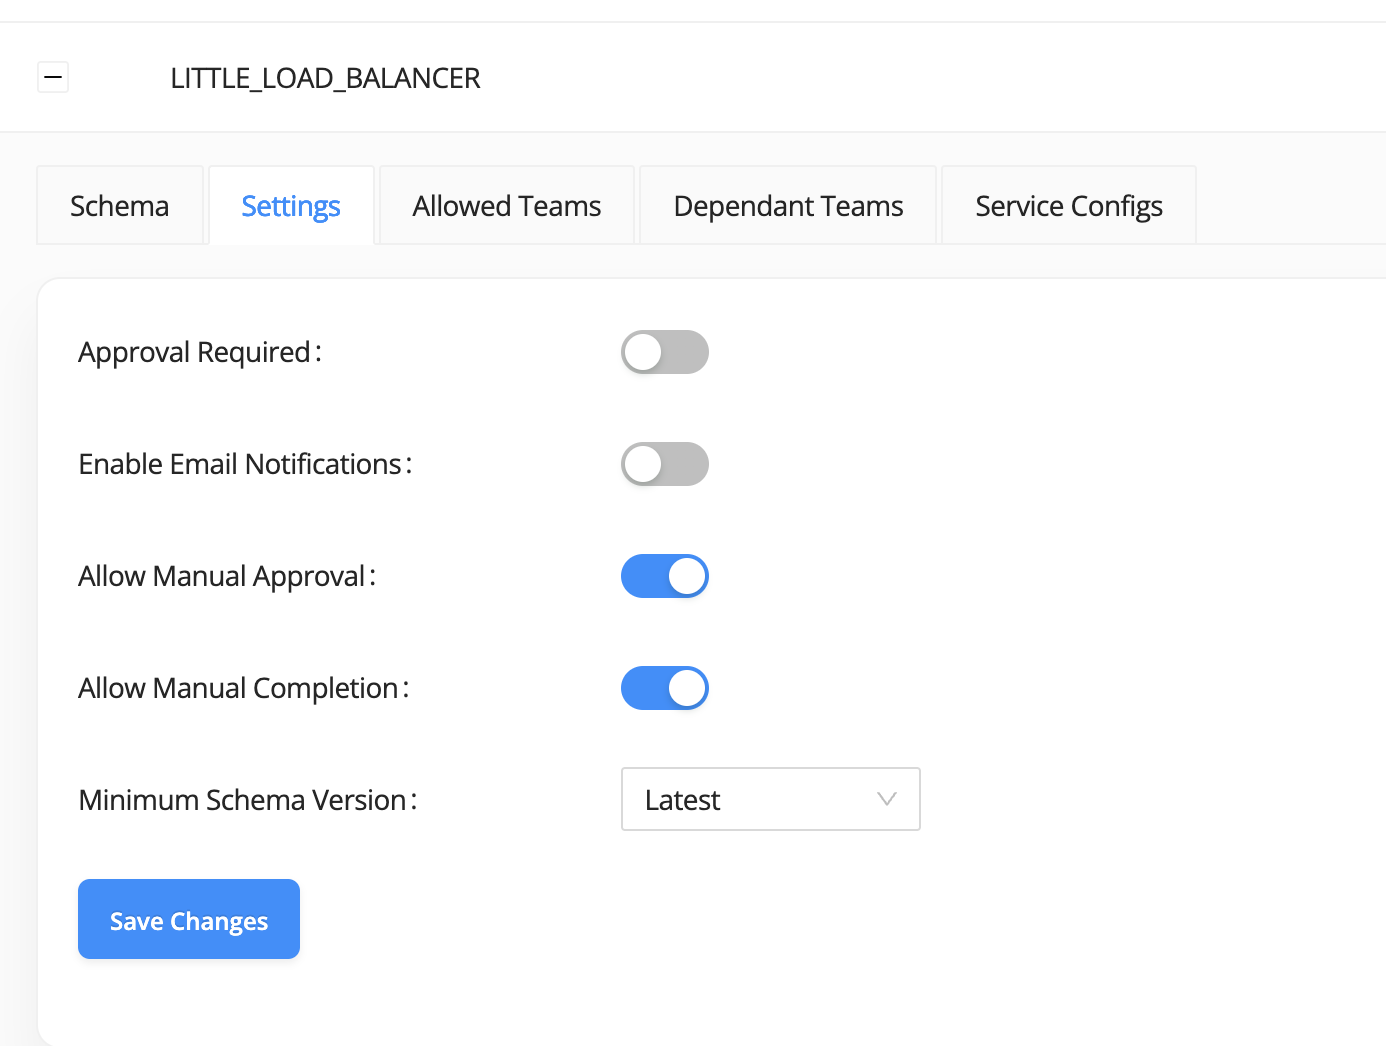 LITTLE_LOAD_BALANCER
Schema Settings Allowed Teams Dependant Teams Service Configs
Approval Required:
Enable Email Notifications:
Allow Manual Approval:
Allow Manual Completion:
Minimum Schema Version: Latest
Save Changes